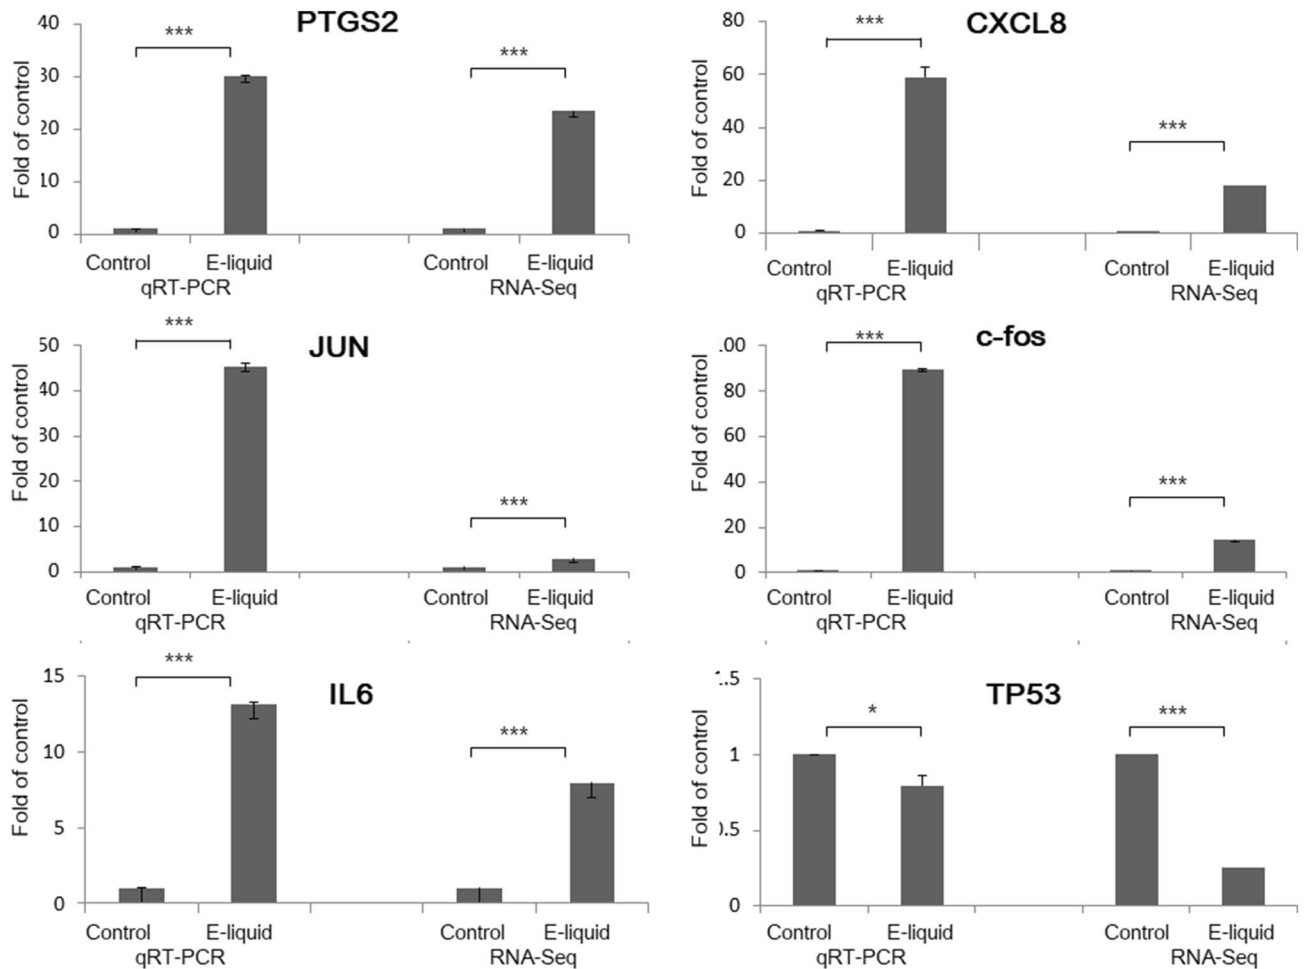 PTGS2
40
30
20
10
0
Fold of control
***
***
Control E-liquid Control E-liquid
qRT-PCR RNA-Seq
CXCL8
80
60
40
20
0
Fold of control
***
***
Control E-liquid Control E-liquid
qRT-PCR RNA-Seq
JUN
50
40
30
20
10
0
Fold of control
***
***
Control E-liquid Control E-liquid
qRT-PCR RNA-Seq
c-fos
.00
80
60
40
20
0
Fold of control
***
***
Control E-liquid Control E-liquid
qRT-PCR RNA-Seq
IL6
15
10
5
0
Fold of control
***
***
Control E-liquid Control E-liquid
qRT-PCR RNA-Seq
TP53
1.5
1
0.5
0
Fold of control
*
***
Control E-liquid Control E-liquid
qRT-PCR RNA-Seq